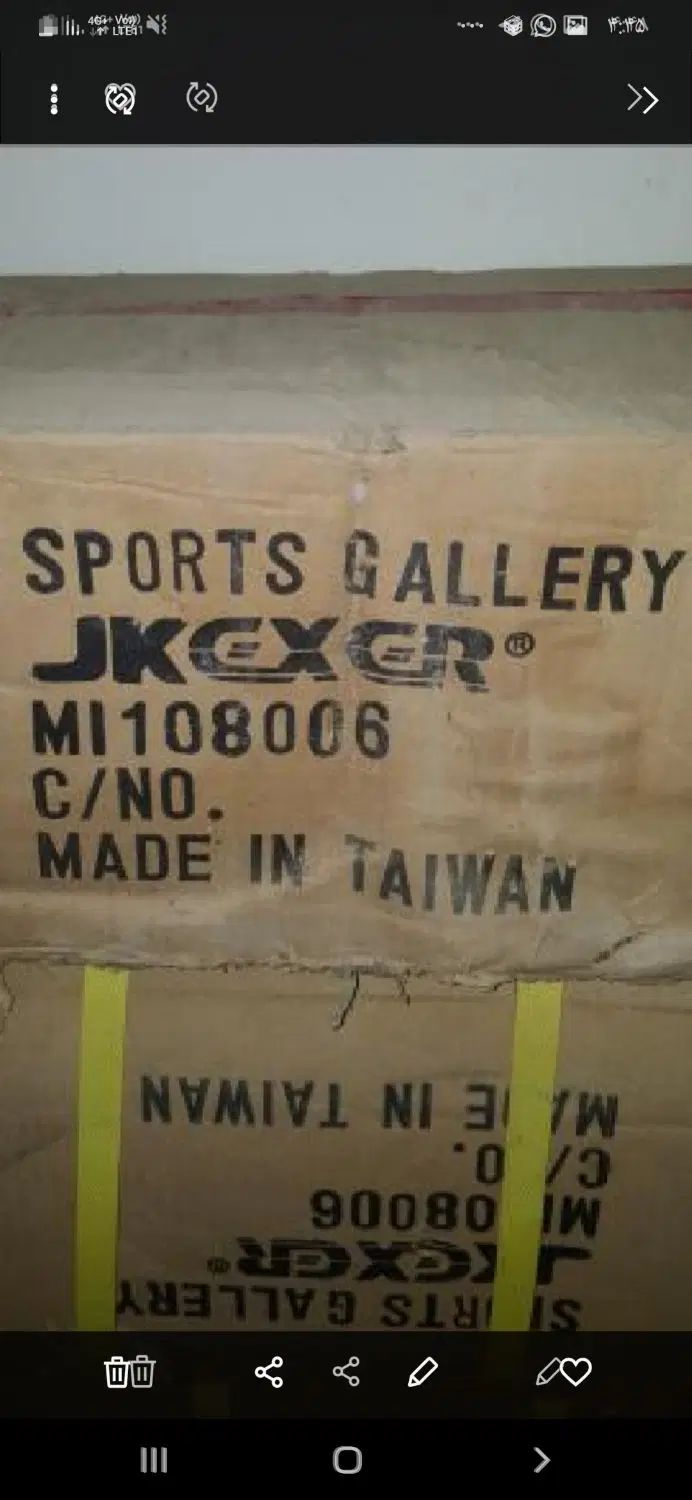 SPORTS GALLERY
JKEXER®
MI108006
C/NO.
MADE IN TAIWAN
MADE IN TAIWAN
C/NO.
MI108006
JKEXER®
SPORTS GALLERY